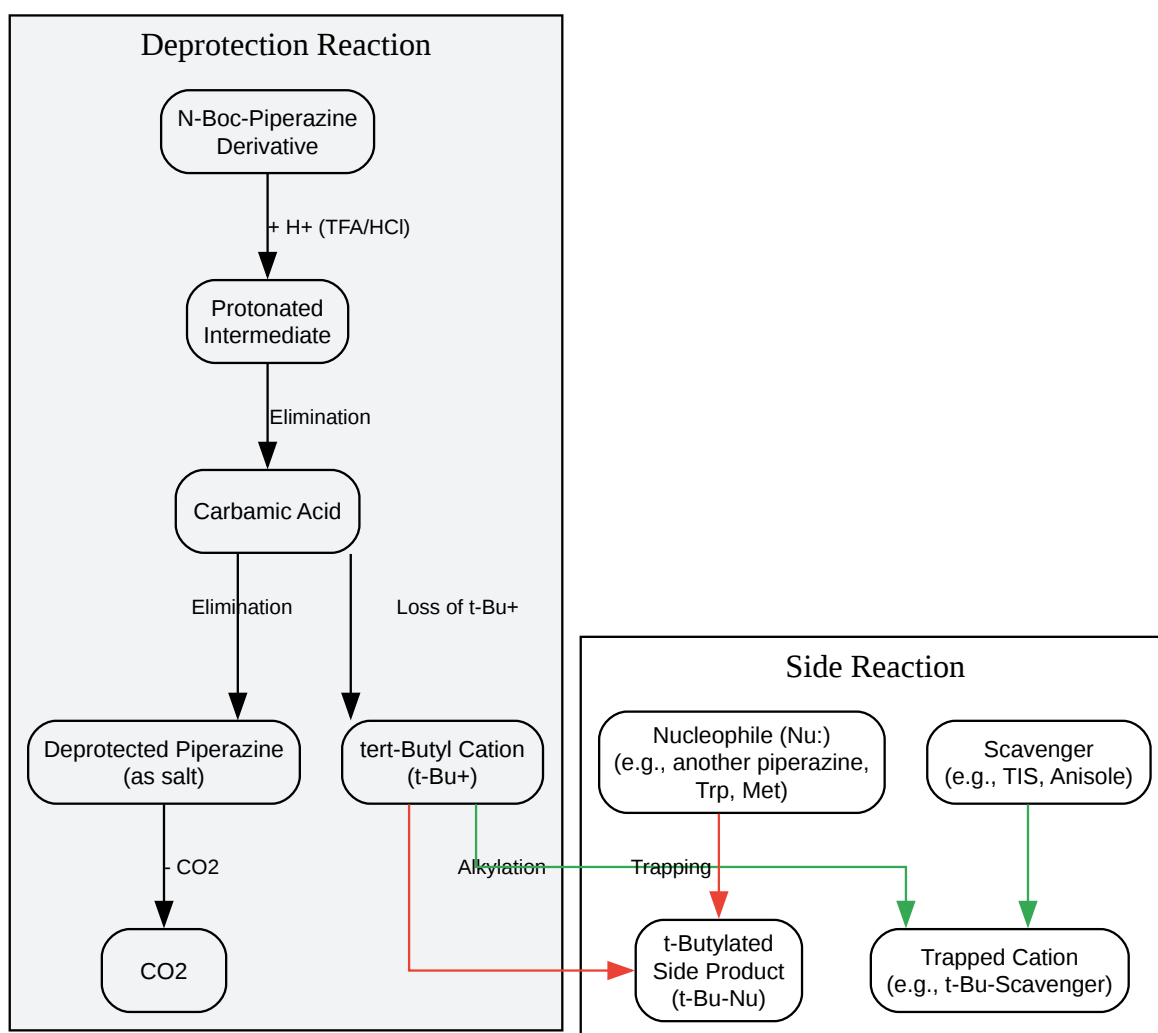 Deprotection Reaction
N-Boc-Piperazine
Derivative
+ H+ (TFA/HCl)
Protonated
Intermediate
Elimination
Carbamic Acid
Elimination
Loss of t-Bu+
Side Reaction
Deprotected Piperazine
(as salt)
tert-Butyl Cation
(t-Bu+)
Nucleophile (Nu:)
(e.g., another piperazine,
Trp, Met)
Scavenger
(e.g., TIS, Anisole)
- CO2
Alkylation
Trapping
CO2
t-Butylated
Side Product
(t-Bu-Nu)
Trapped Cation
(e.g., t-Bu-Scavenger)